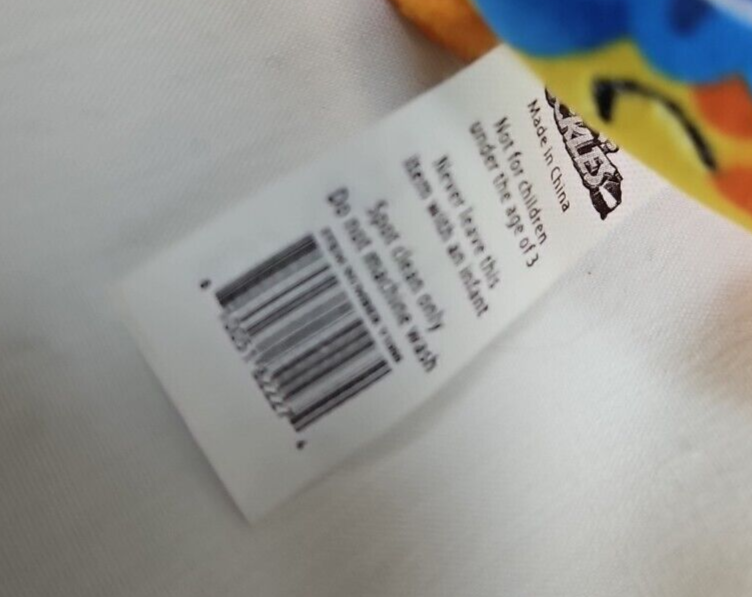 CKLES
Made in China
Not for children
under the age of 3
Never leave this
item with an infant
Spot clean only
Do not machine wash